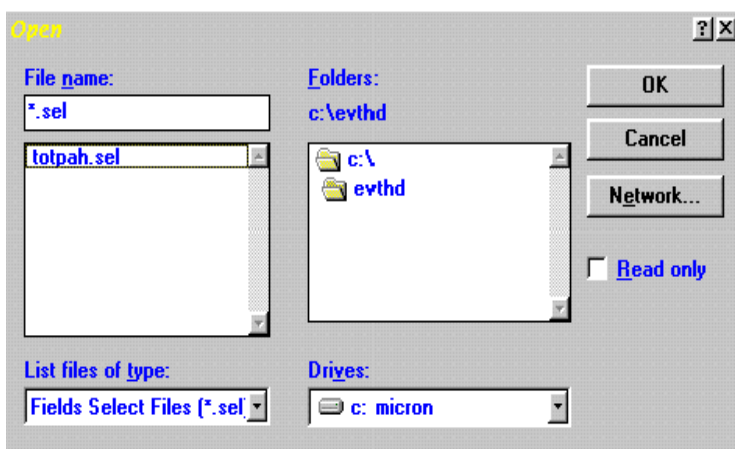 Open
File name:
*.sel
totpah.sel
Folders:
c:\evthd
c:\
evthd
OK
Cancel
Network...
Read only
List files of type:
Fields Select Files (*.sel
Drives:
c: micron